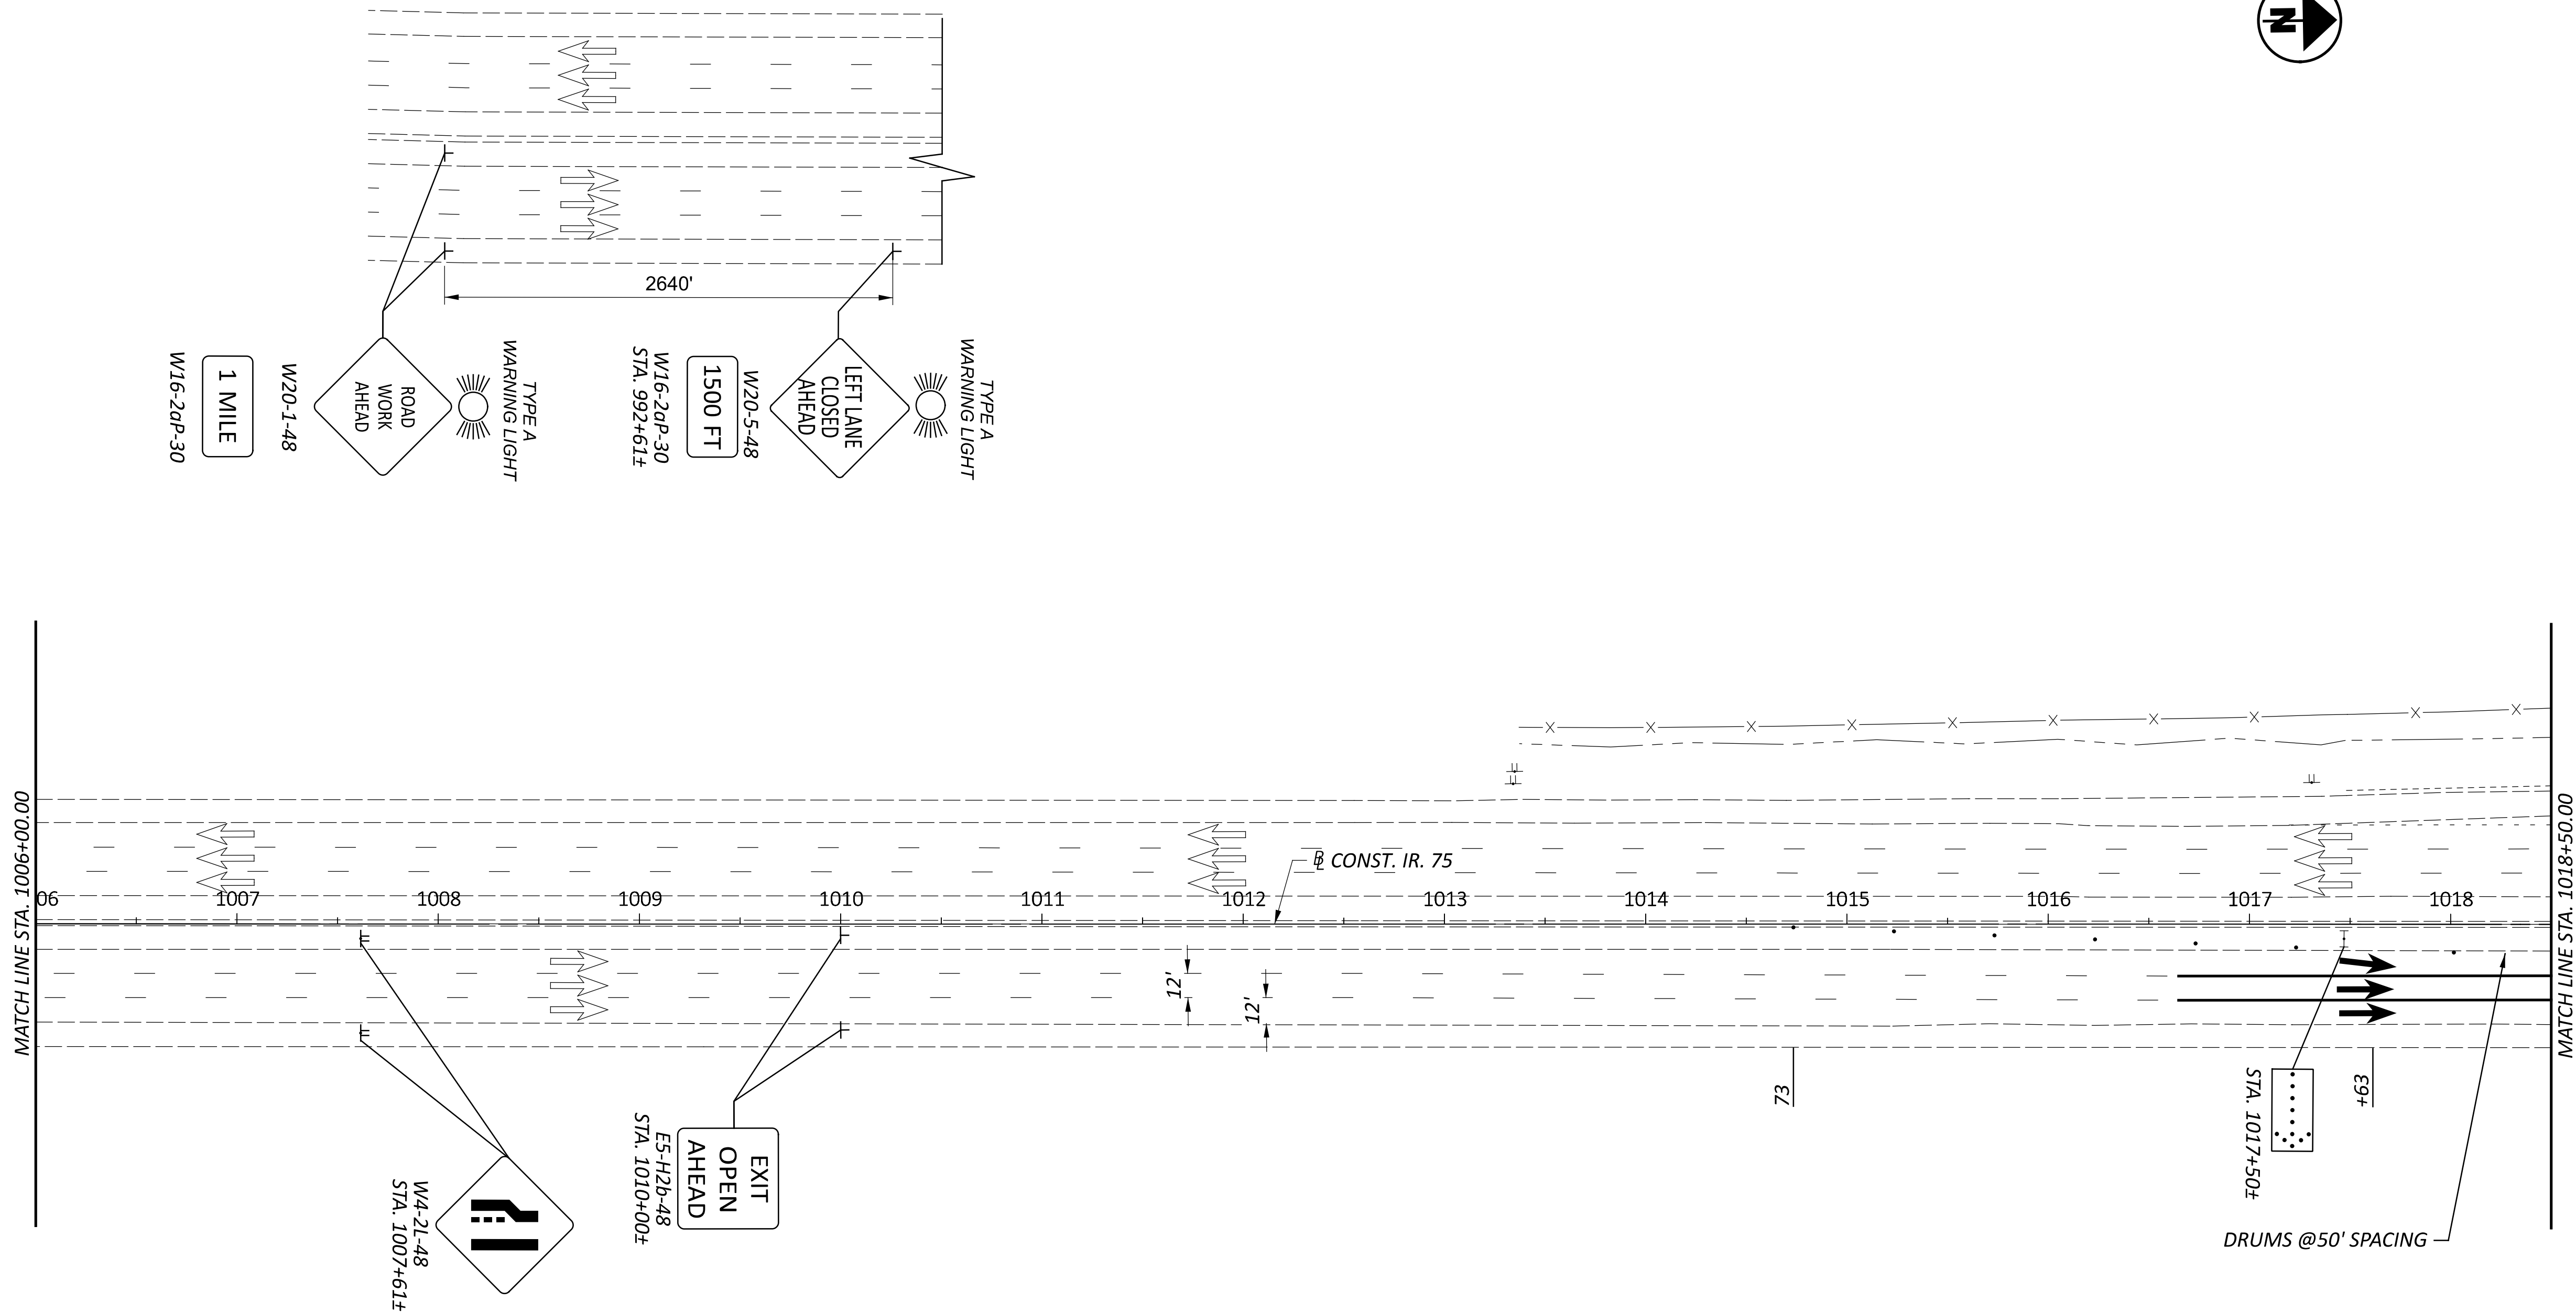 N
2640'
TYPE A
WARNING LIGHT
ROAD
WORK
AHEAD
W20-1-48
1 MILE
W16-2aP-30
TYPE A
WARNING LIGHT
LEFT LANE
CLOSED
AHEAD
W20-5-48
1500 FT
W16-2aP-30
STA. 992+61±
MATCH LINE STA. 1006+00.00
MATCH LINE STA. 1018+50.00
BL CONST. IR. 75
06 1007 1008 1009 1010 1011 1012 1013 1014 1015 1016 1017 1018
12'
12'
73
+63
STA. 1017+50±
EXIT
OPEN
AHEAD
E5-H2b-48
STA. 1010+00±
W4-2L-48
STA. 1007+61±
DRUMS @50' SPACING